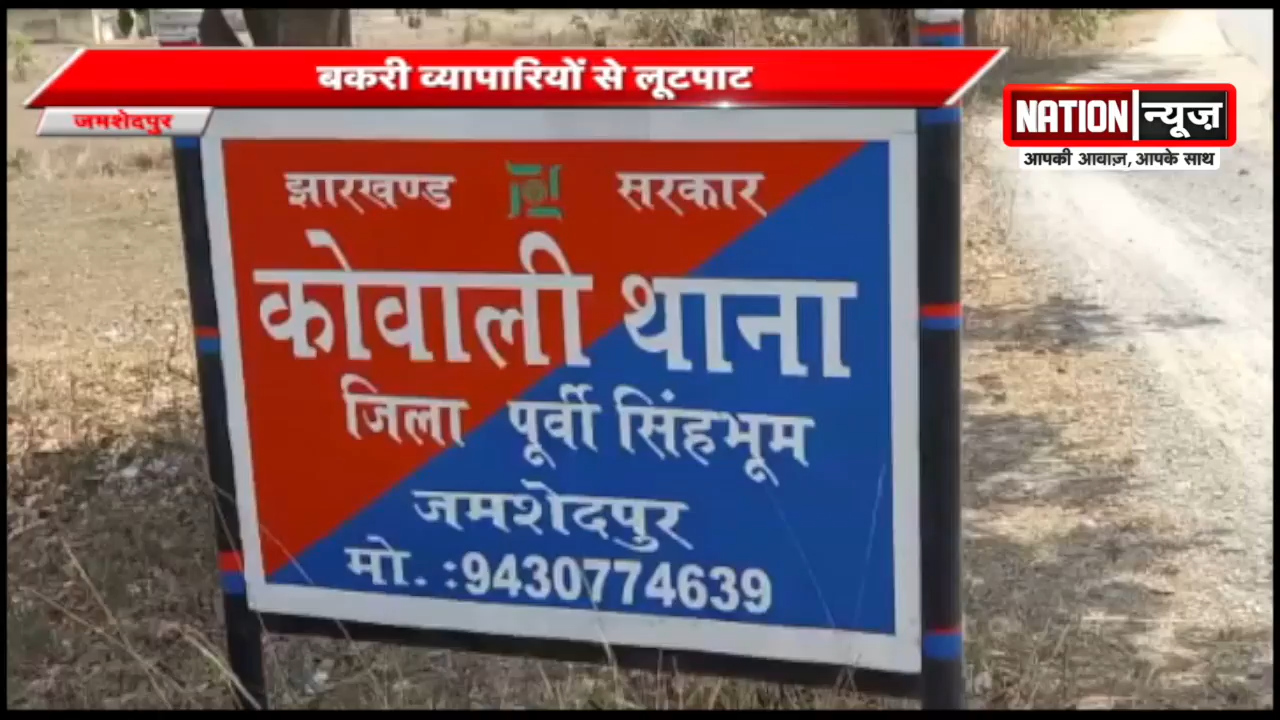 बकरी व्यापारियों से लूटपाट
जमशेदपुर
NATION न्यूज़
आपकी आवाज़, आपके साथ
झारखण्ड सरकार
कोवाली थाना
जिला पूर्वी सिंहभूम
जमशेदपुर
मो. :9430774639